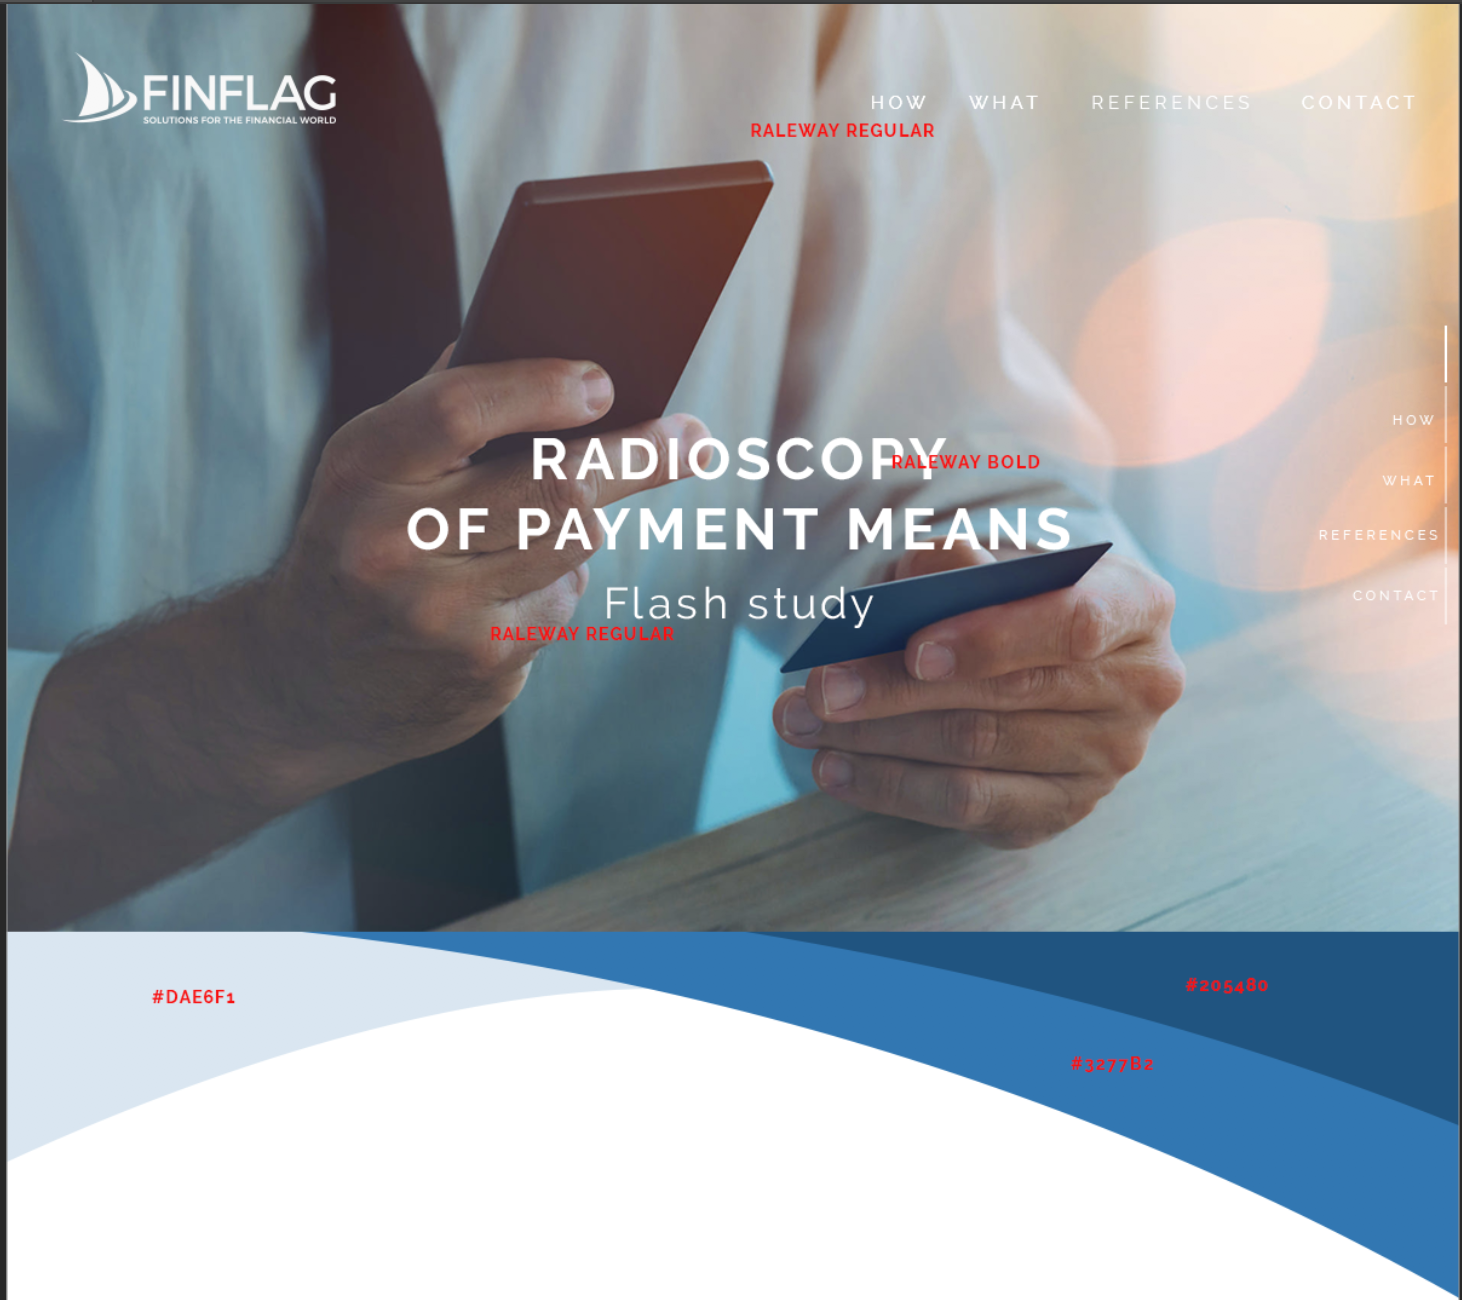 FINFLAG
SOLUTIONS FOR THE FINANCIAL WORLD
HOW WHAT REFERENCES CONTACT
RALEWAY REGULAR
HOW
RADIOSCOPY
RALEWAY BOLD
WHAT
OF PAYMENT MEANS
REFERENCES
Flash study
CONTACT
RALEWAY REGULAR
#DAE6F1
#205480
#3277B2